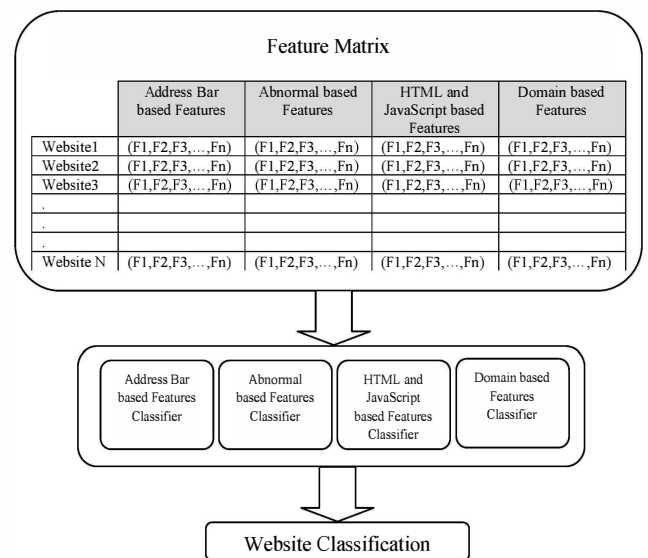 Feature Matrix
Address Bar based Features
Abnormal based Features
HTML and JavaScript based Features
Domain based Features
Website1 (F1,F2,F3,…,Fn) (F1,F2,F3,…,Fn) (F1,F2,F3,…,Fn) (F1,F2,F3,…,Fn)
Website2 (F1,F2,F3,…,Fn) (F1,F2,F3,…,Fn) (F1,F2,F3,…,Fn) (F1,F2,F3,…,Fn)
Website3 (F1,F2,F3,…,Fn) (F1,F2,F3,…,Fn) (F1,F2,F3,…,Fn) (F1,F2,F3,…,Fn)
.
.
.
Website N (F1,F2,F3,…,Fn) (F1,F2,F3,…,Fn) (F1,F2,F3,…,Fn) (F1,F2,F3,…,Fn)
Address Bar
based Features
Classifier
Abnormal
based Features
Classifier
HTML and
JavaScript
based Features
Classifier
Domain based
Features
Classifier
Website Classification